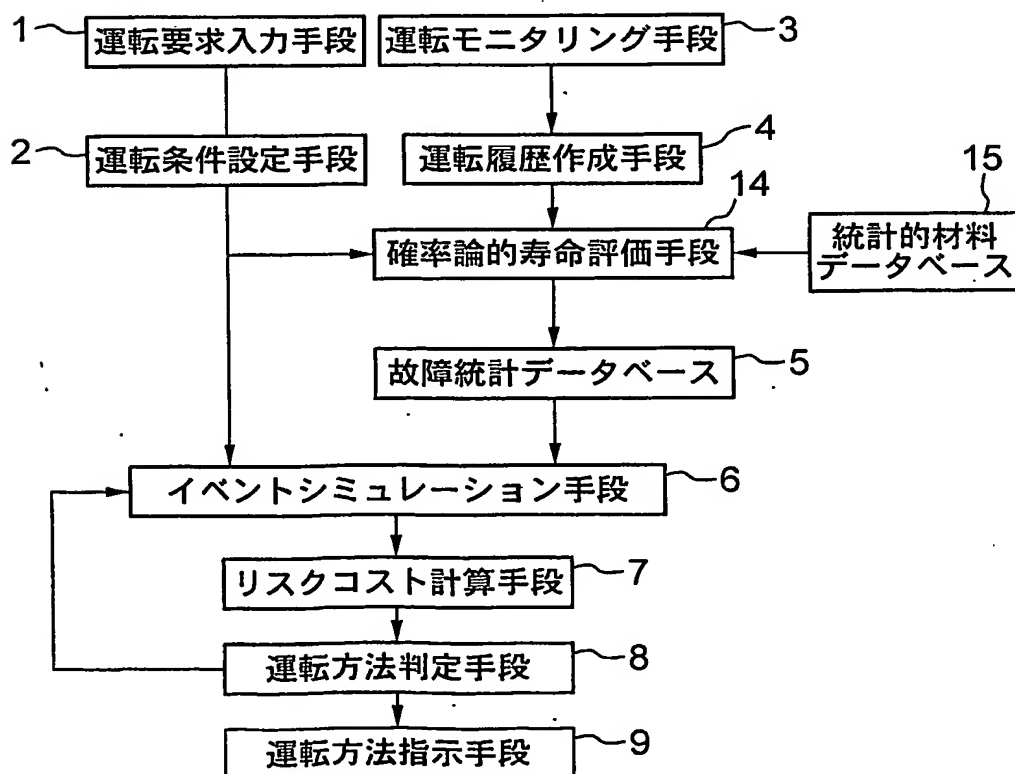 1
運転要求入力手段
運転モニタリング手段
3
2
運転条件設定手段
運転履歴作成手段
4
確率論的寿命評価手段
14
15
統計的材料
データベース
故障統計データベース
5
イベントシミュレーション手段
6
リスクコスト計算手段
7
運転方法判定手段
8
運転方法指示手段
9